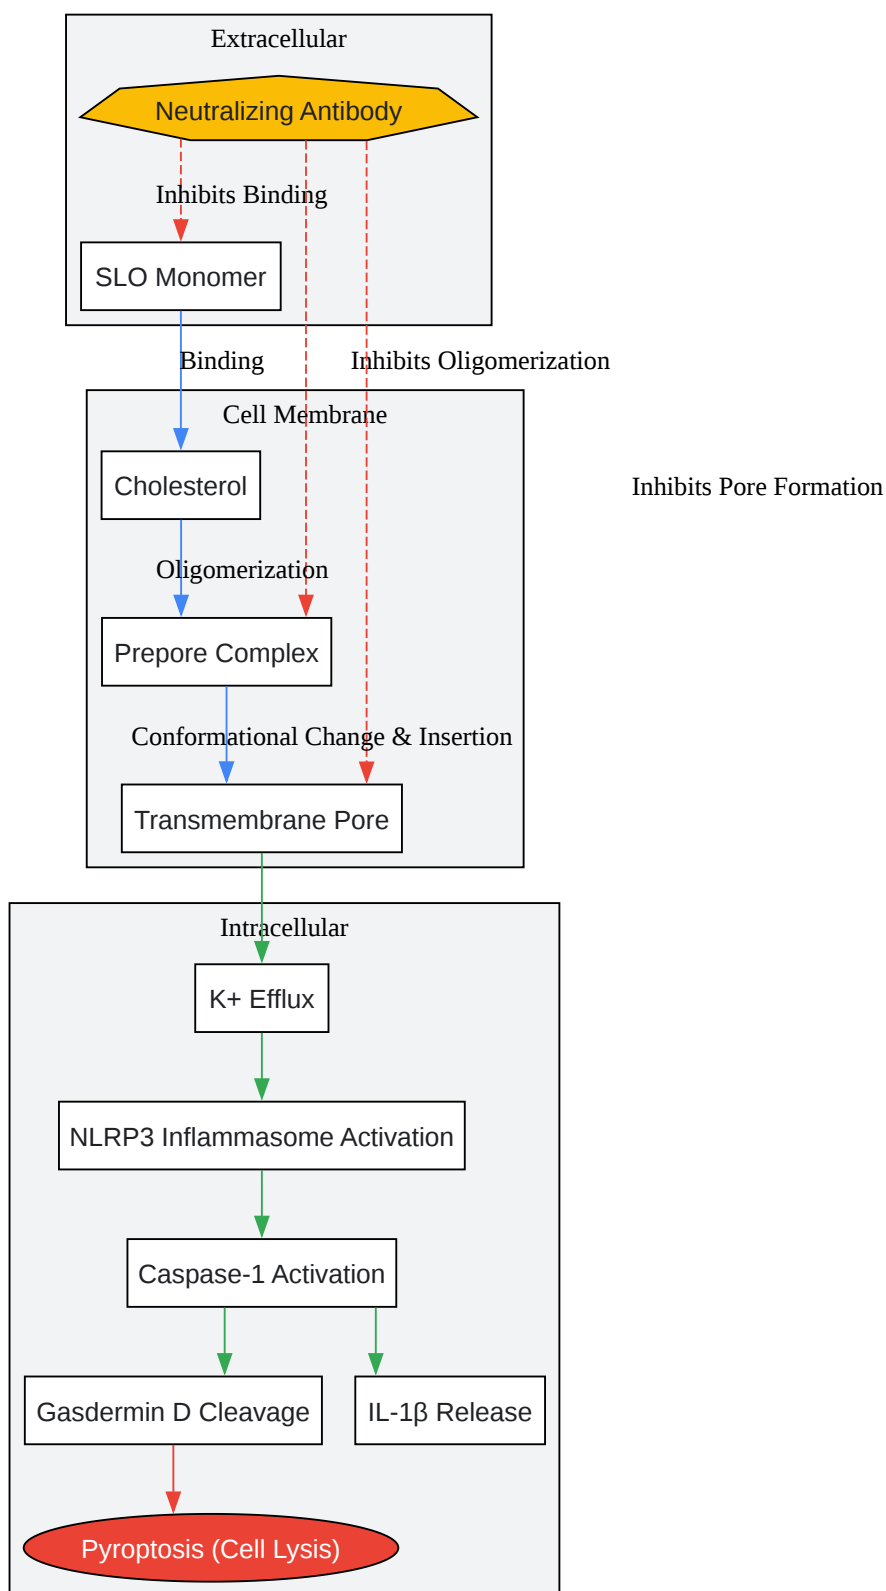 Extracellular
Neutralizing Antibody
Inhibits Binding
SLO Monomer
Binding
Inhibits Oligomerization
Cell Membrane
Cholesterol
Inhibits Pore Formation
Oligomerization
Prepore Complex
Conformational Change & Insertion
Transmembrane Pore
Intracellular
K+ Efflux
NLRP3 Inflammasome Activation
Caspase-1 Activation
Gasdermin D Cleavage
IL-1β Release
Pyroptosis (Cell Lysis)